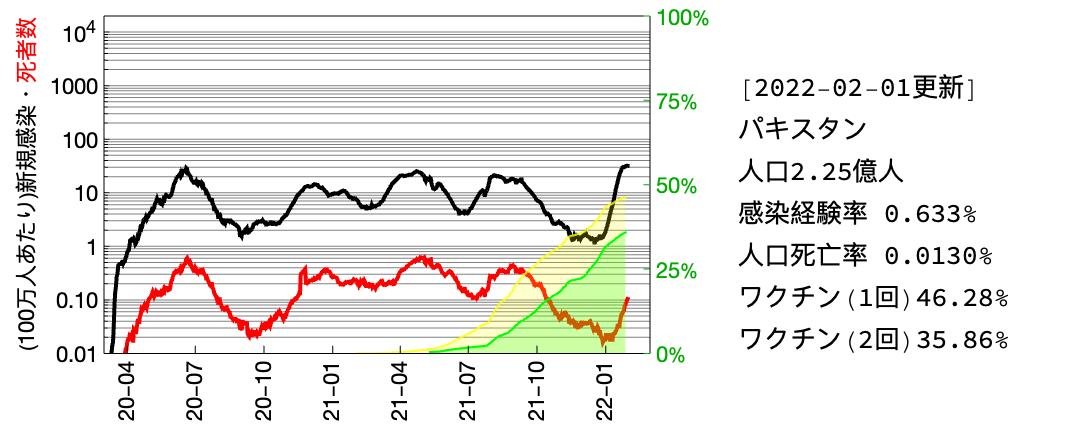 (100万人あたり)新規感染・死者数
10^4
1000
100
10
1
0.10
0.01
100%
75%
50%
25%
0%
20-04
20-07
20-10
21-01
21-04
21-07
21-10
22-01
[2022-02-01更新]
パキスタン
人口2.25億人
感染経験率 0.633%
人口死亡率 0.0130%
ワクチン(1回)46.28%
ワクチン(2回)35.86%